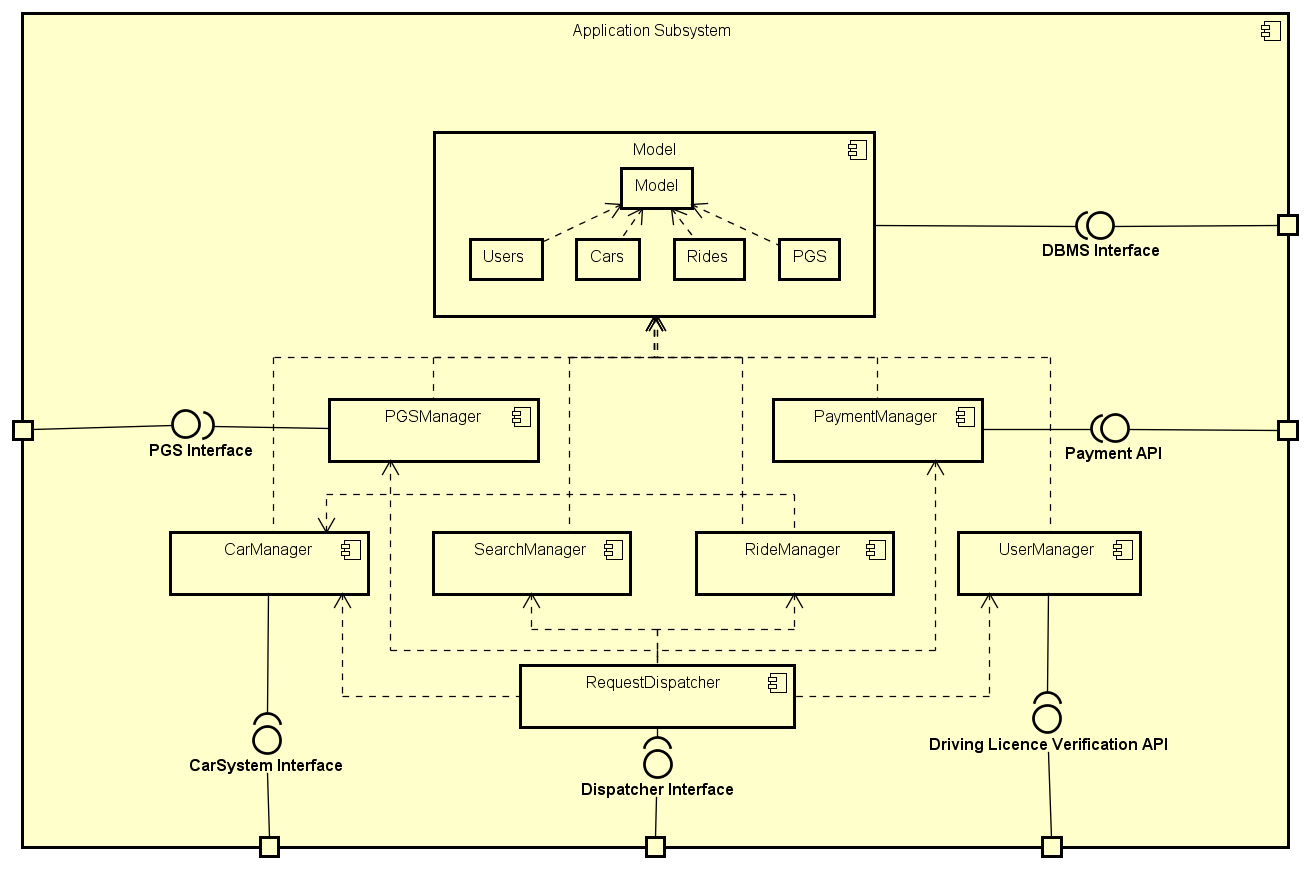 Application Subsystem
Model
Model
Users
Cars
Rides
PGS
DBMS Interface
PGSManager
PaymentManager
PGS Interface
Payment API
CarManager
SearchManager
RideManager
UserManager
RequestDispatcher
Driving Licence Verification API
CarSystem Interface
Dispatcher Interface